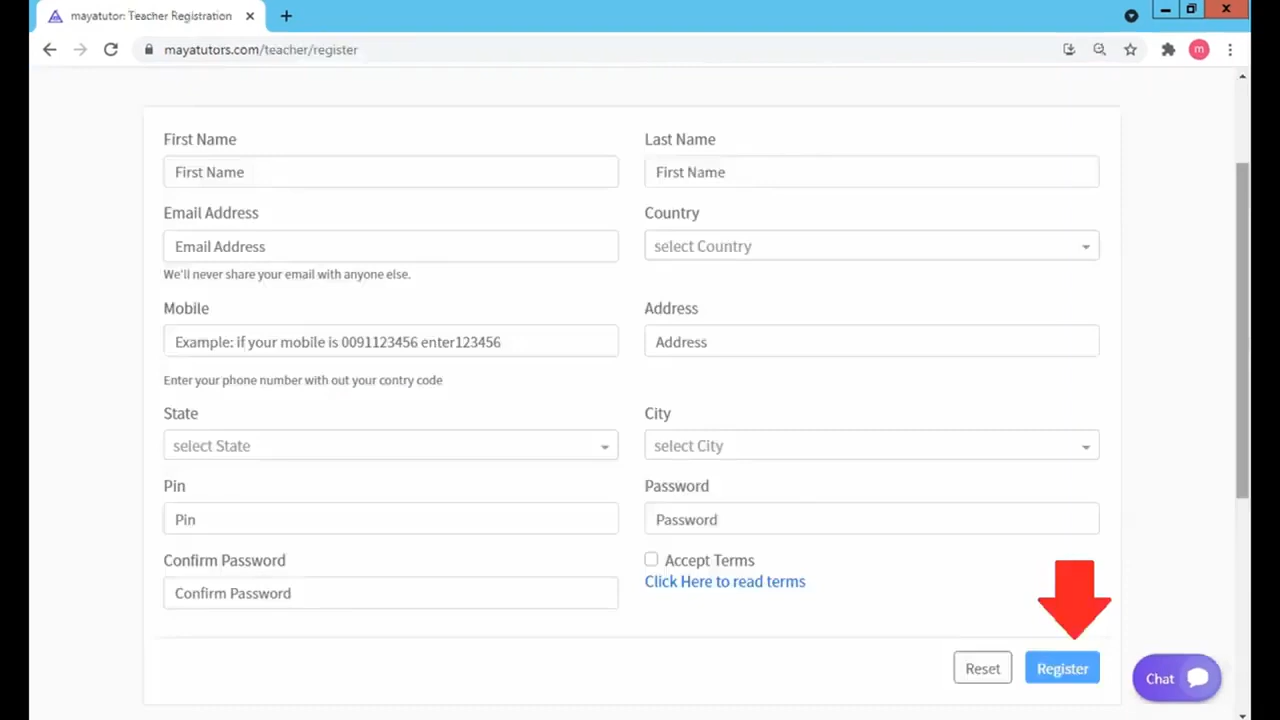 mayatutor: Teacher Registration
mayatutors.com/teacher/register
m
First Name
Last Name
First Name
First Name
Email Address
Country
Email Address
select Country
We'll never share your email with anyone else.
Mobile
Address
Example: if your mobile is 0091123456 enter123456
Address
Enter your phone number with out your contry code
State
City
select State
select City
Pin
Password
Pin
Password
Confirm Password
Accept Terms
Click Here to read terms
Confirm Password
Reset
Register
Chat